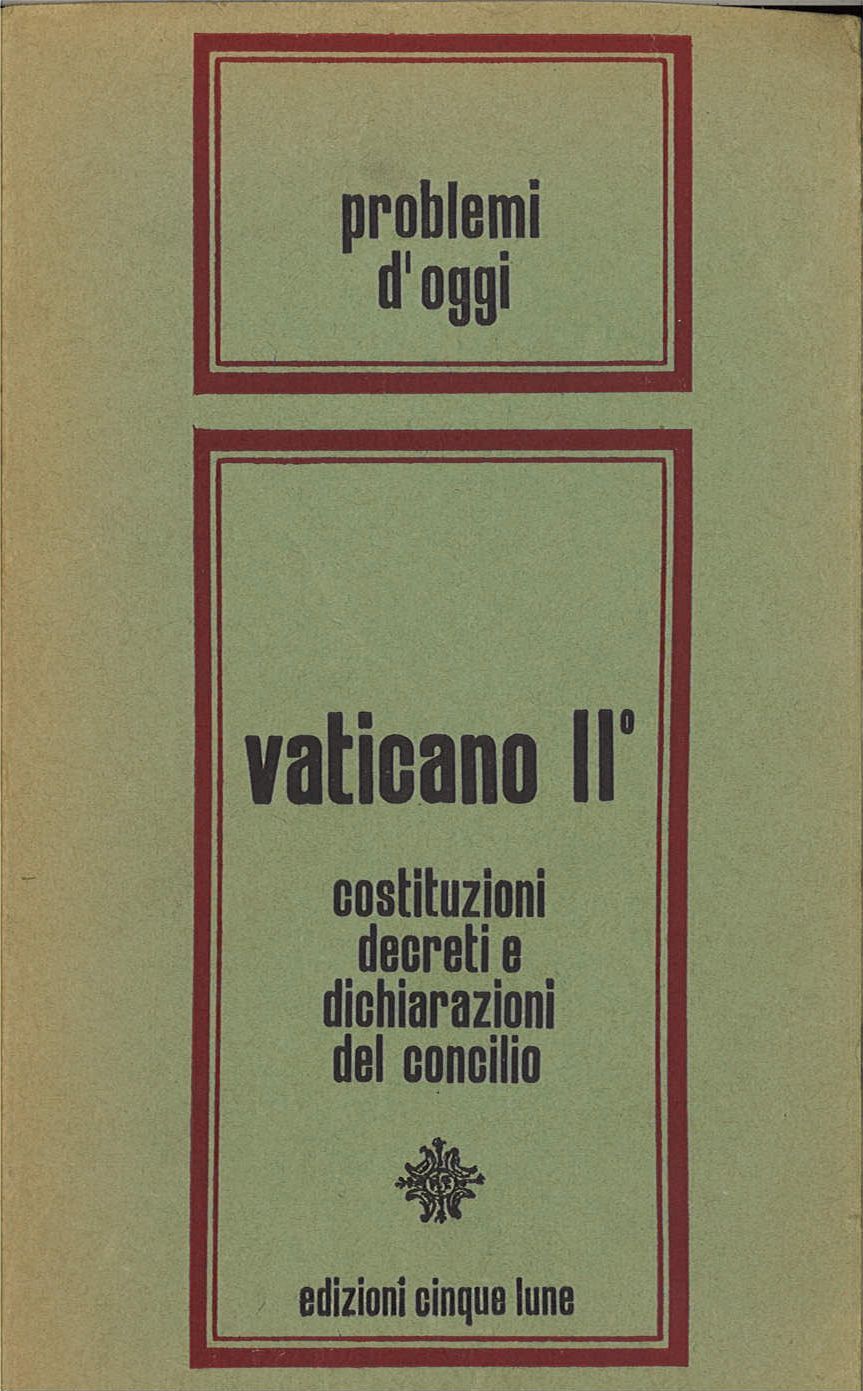 problemi
d'oggi
vaticano II°
costituzioni
decreti e
dichiarazioni
del concilio
edizioni cinque lune